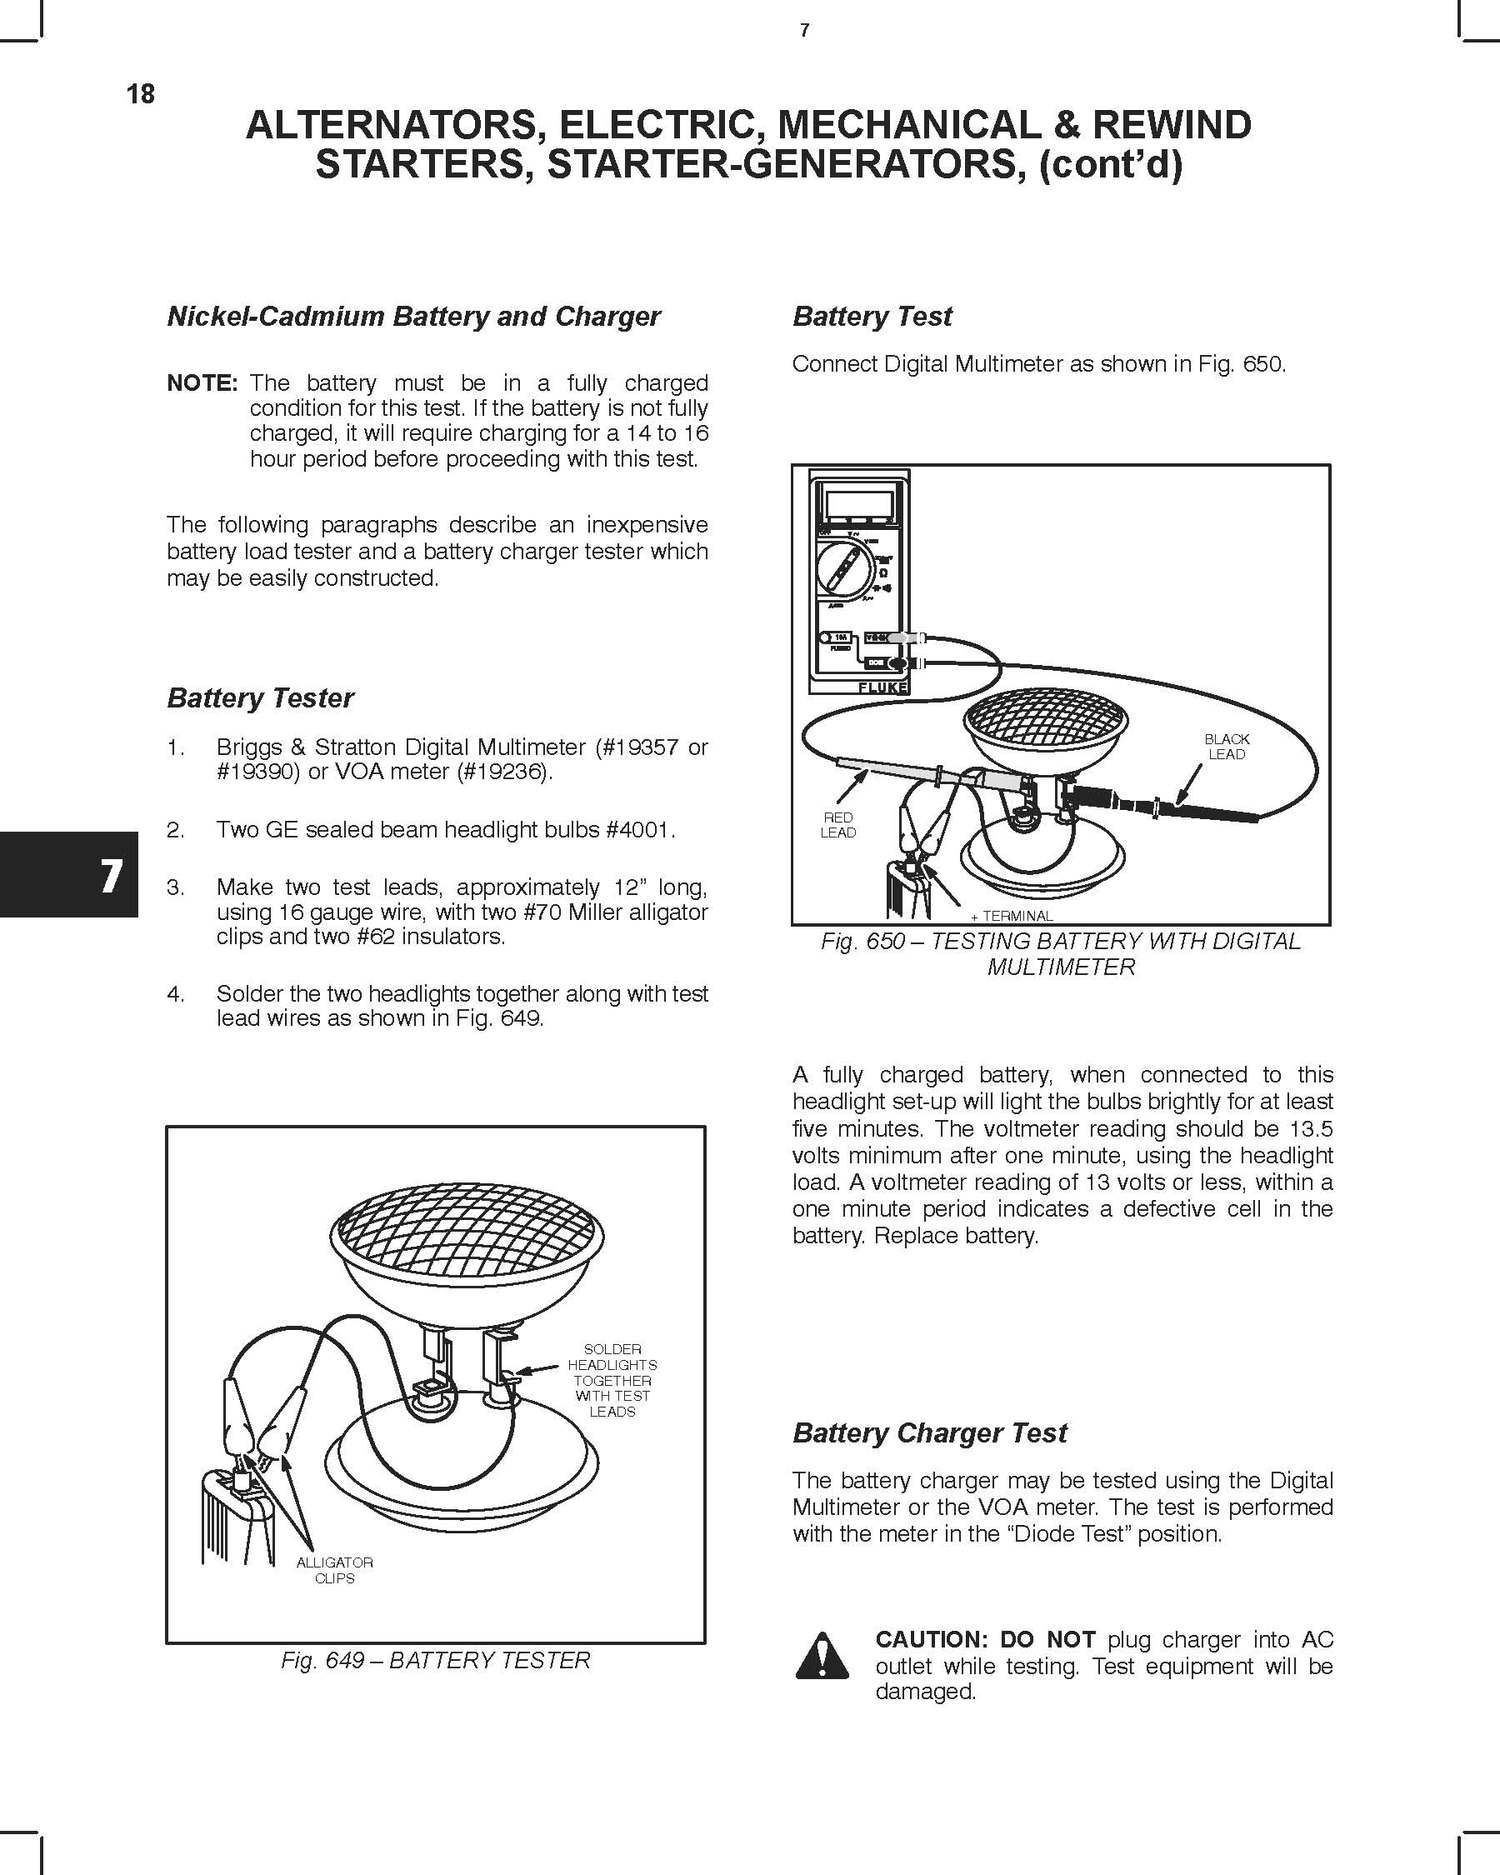 7
18
ALTERNATORS, ELECTRIC, MECHANICAL & REWIND
STARTERS, STARTER-GENERATORS, (cont’d)
Nickel-Cadmium Battery and Charger
NOTE: The battery must be in a fully charged
condition for this test. If the battery is not fully
charged, it will require charging for a 14 to 16
hour period before proceeding with this test.
The following paragraphs describe an inexpensive
battery load tester and a battery charger tester which
may be easily constructed.
Battery Tester
1. Briggs & Stratton Digital Multimeter (#19357 or
#19390) or VOA meter (#19236).
2. Two GE sealed beam headlight bulbs #4001.
7
3. Make two test leads, approximately 12” long,
using 16 gauge wire, with two #70 Miller alligator
clips and two #62 insulators.
4. Solder the two headlights together along with test
lead wires as shown in Fig. 649.
SOLDER
HEADLIGHTS
TOGETHER
WITH TEST
LEADS
ALLIGATOR
CLIPS
Fig. 649 – BATTERY TESTER
Battery Test
Connect Digital Multimeter as shown in Fig. 650.
OFF
Ω
10A
FUSED
COM
FLUKE
BLACK
LEAD
RED
LEAD
+ TERMINAL
Fig. 650 – TESTING BATTERY WITH DIGITAL
MULTIMETER
A fully charged battery, when connected to this
headlight set-up will light the bulbs brightly for at least
five minutes. The voltmeter reading should be 13.5
volts minimum after one minute, using the headlight
load. A voltmeter reading of 13 volts or less, within a
one minute period indicates a defective cell in the
battery. Replace battery.
Battery Charger Test
The battery charger may be tested using the Digital
Multimeter or the VOA meter. The test is performed
with the meter in the “Diode Test” position.
CAUTION: DO NOT plug charger into AC
outlet while testing. Test equipment will be
damaged.